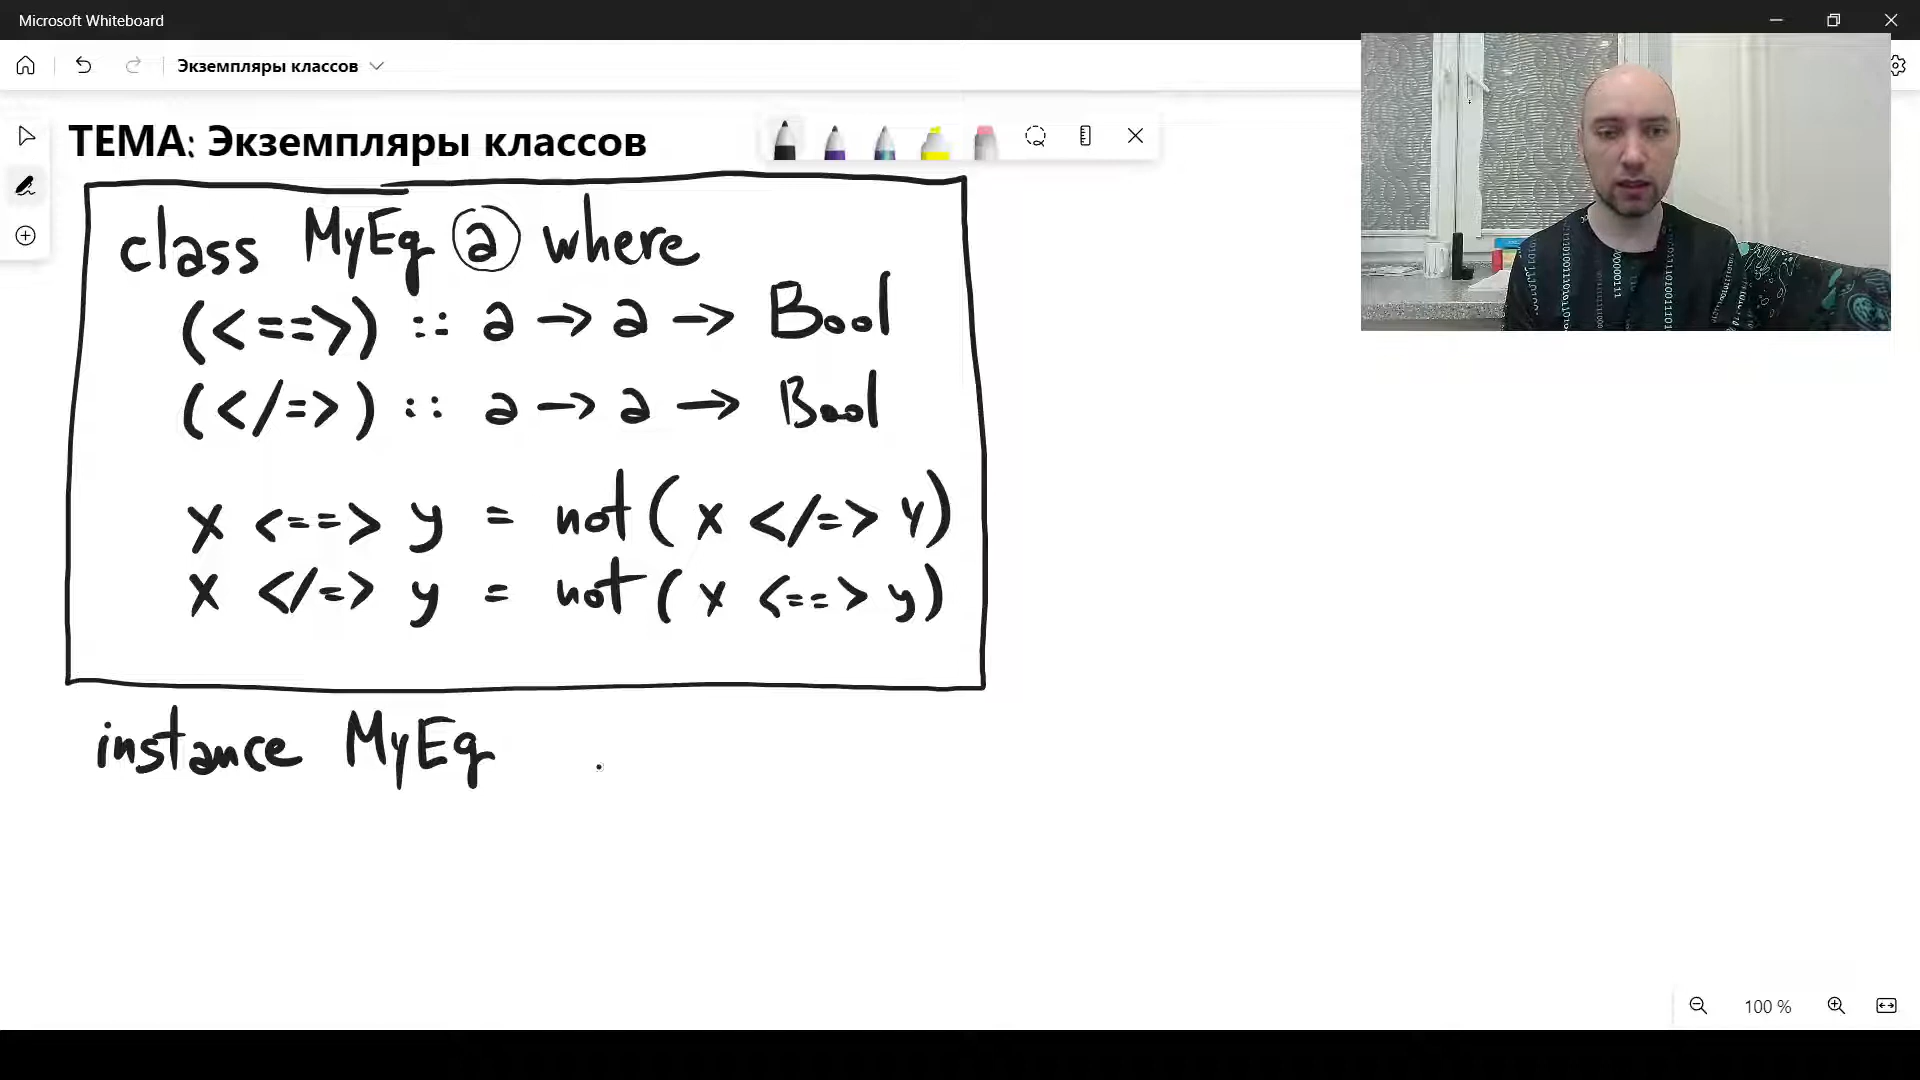 Microsoft Whiteboard
Экземпляры классов
ТЕМА: Экземпляры классов
class MyEq a where
(<==>) :: a -> a -> Bool
(</=>) :: a -> a -> Bool
x <==> y = not(x </=> y)
x </=> y = not(x <==> y)
instance MyEq
100 %